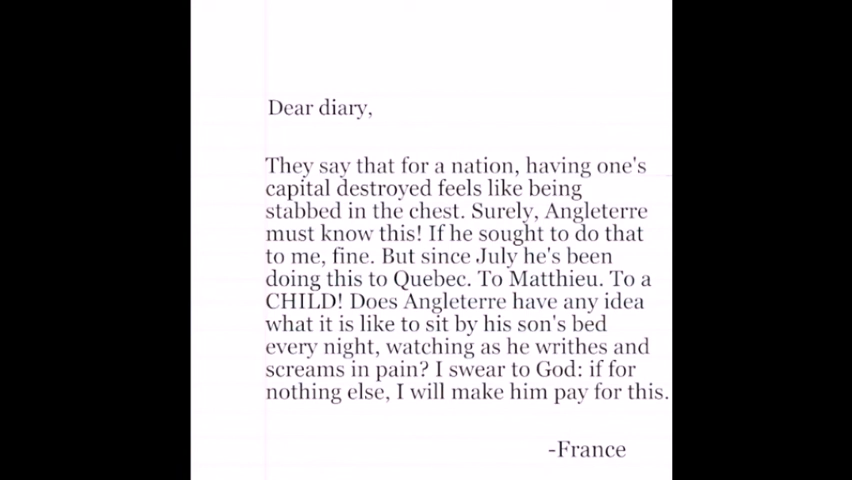 Dear diary,
They say that for a nation, having one's
capital destroyed feels like being
stabbed in the chest. Surely, Angleterre
must know this! If he sought to do that
to me, fine. But since July he's been
doing this to Quebec. To Matthieu. To a
CHILD! Does Angleterre have any idea
what it is like to sit by his son's bed
every night, watching as he writhes and
screams in pain? I swear to God: if for
nothing else, I will make him pay for this.
-France